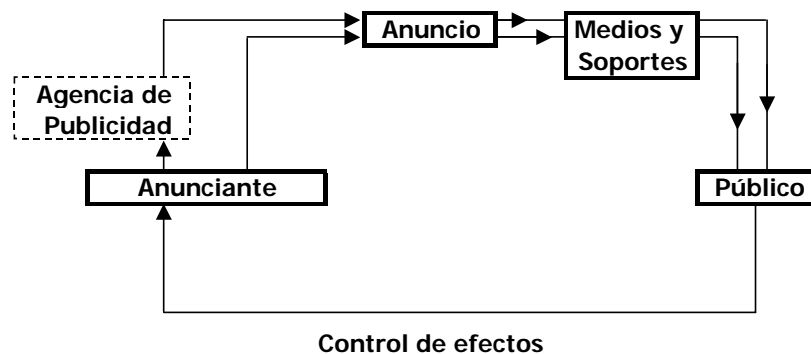 Anuncio
Medios y
Soportes
Agencia de
Publicidad
Anunciante
Público
Control de efectos